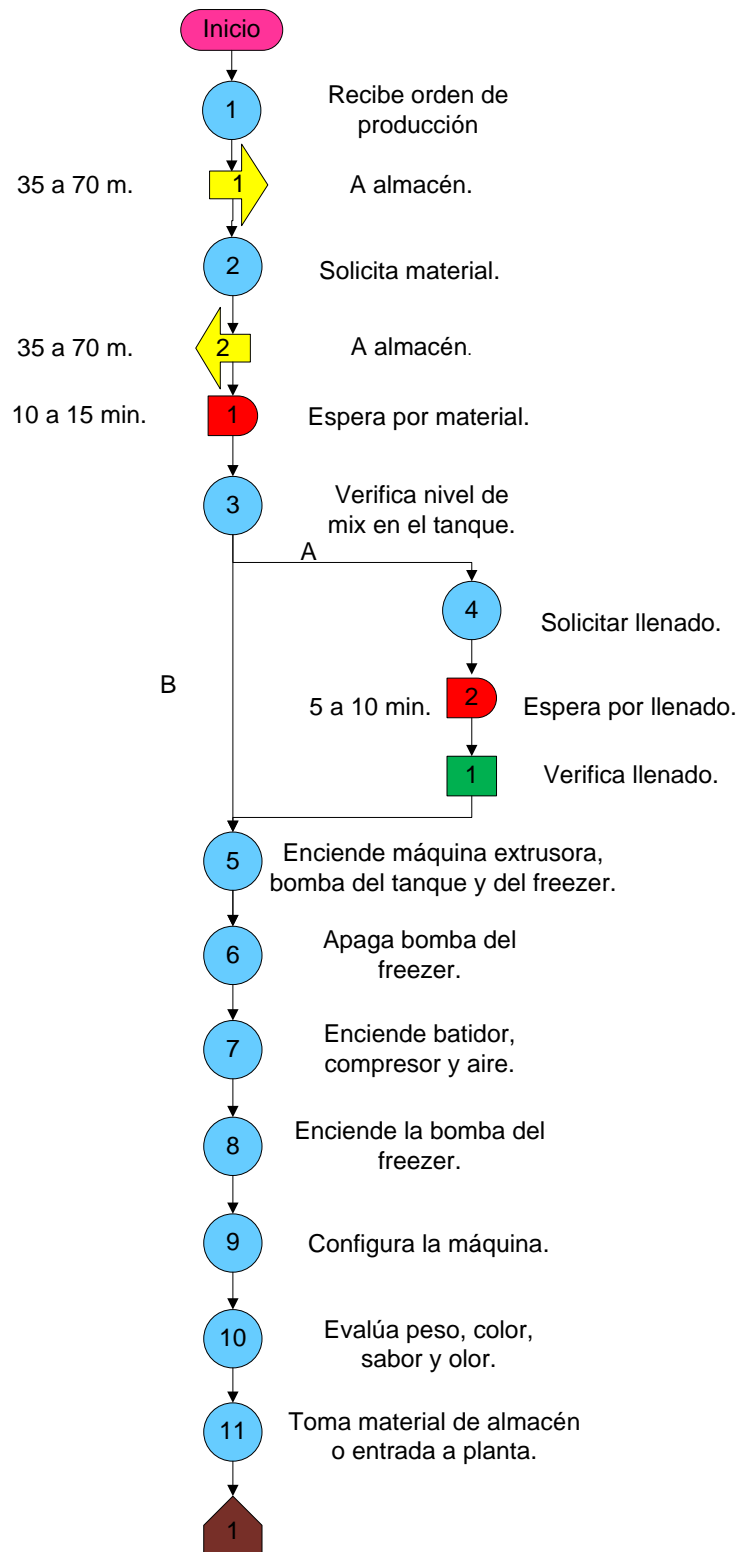 Inicio
1
Recibe orden de
producción
35 a 70 m.
1
A almacén.
2
Solicita material.
35 a 70 m.
2
A almacén.
10 a 15 min.
1
Espera por material.
3
Verifica nivel de
mix en el tanque.
A
4
Solicitar llenado.
B
5 a 10 min.
2
Espera por llenado.
1
Verifica llenado.
5
Enciende máquina extrusora,
bomba del tanque y del freezer.
6
Apaga bomba del
freezer.
7
Enciende batidor,
compresor y aire.
8
Enciende la bomba del
freezer.
9
Configura la máquina.
10
Evalúa peso, color,
sabor y olor.
11
Toma material de almacén
o entrada a planta.
1